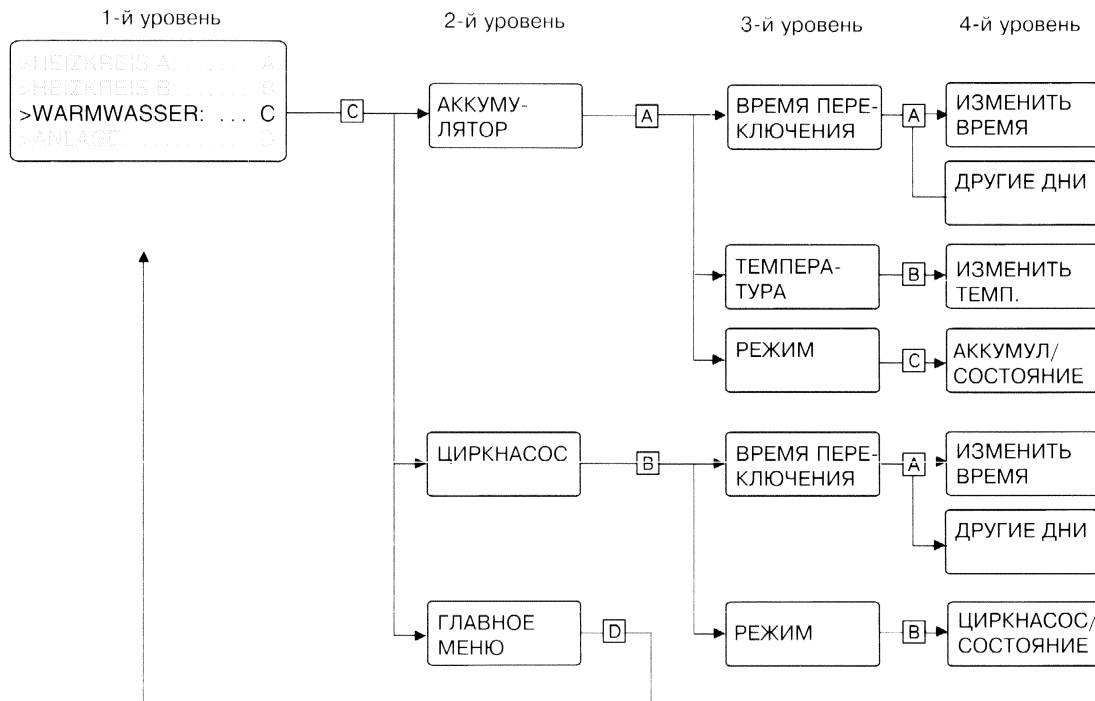 1-й уровень
2-й уровень
3-й уровень
4-й уровень
>HEIZKREIS A: ...... A
>HEIZKREIS B: ...... B
>WARMWASSER: ... C
>ANLAGE: .......... D
C
АККУМУ-
ЛЯТОР
A
ВРЕМЯ ПЕРЕ-
КЛЮЧЕНИЯ
A
ИЗМЕНИТЬ
ВРЕМЯ
ДРУГИЕ ДНИ
ТЕМПЕРА-
ТУРА
B
ИЗМЕНИТЬ
ТЕМП.
РЕЖИМ
C
АККУМУЛ/
СОСТОЯНИЕ
ЦИРКНАСОС
B
ВРЕМЯ ПЕРЕ-
КЛЮЧЕНИЯ
A
ИЗМЕНИТЬ
ВРЕМЯ
ДРУГИЕ ДНИ
ГЛАВНОЕ
МЕНЮ
D
РЕЖИМ
B
ЦИРКНАСОС/
СОСТОЯНИЕ